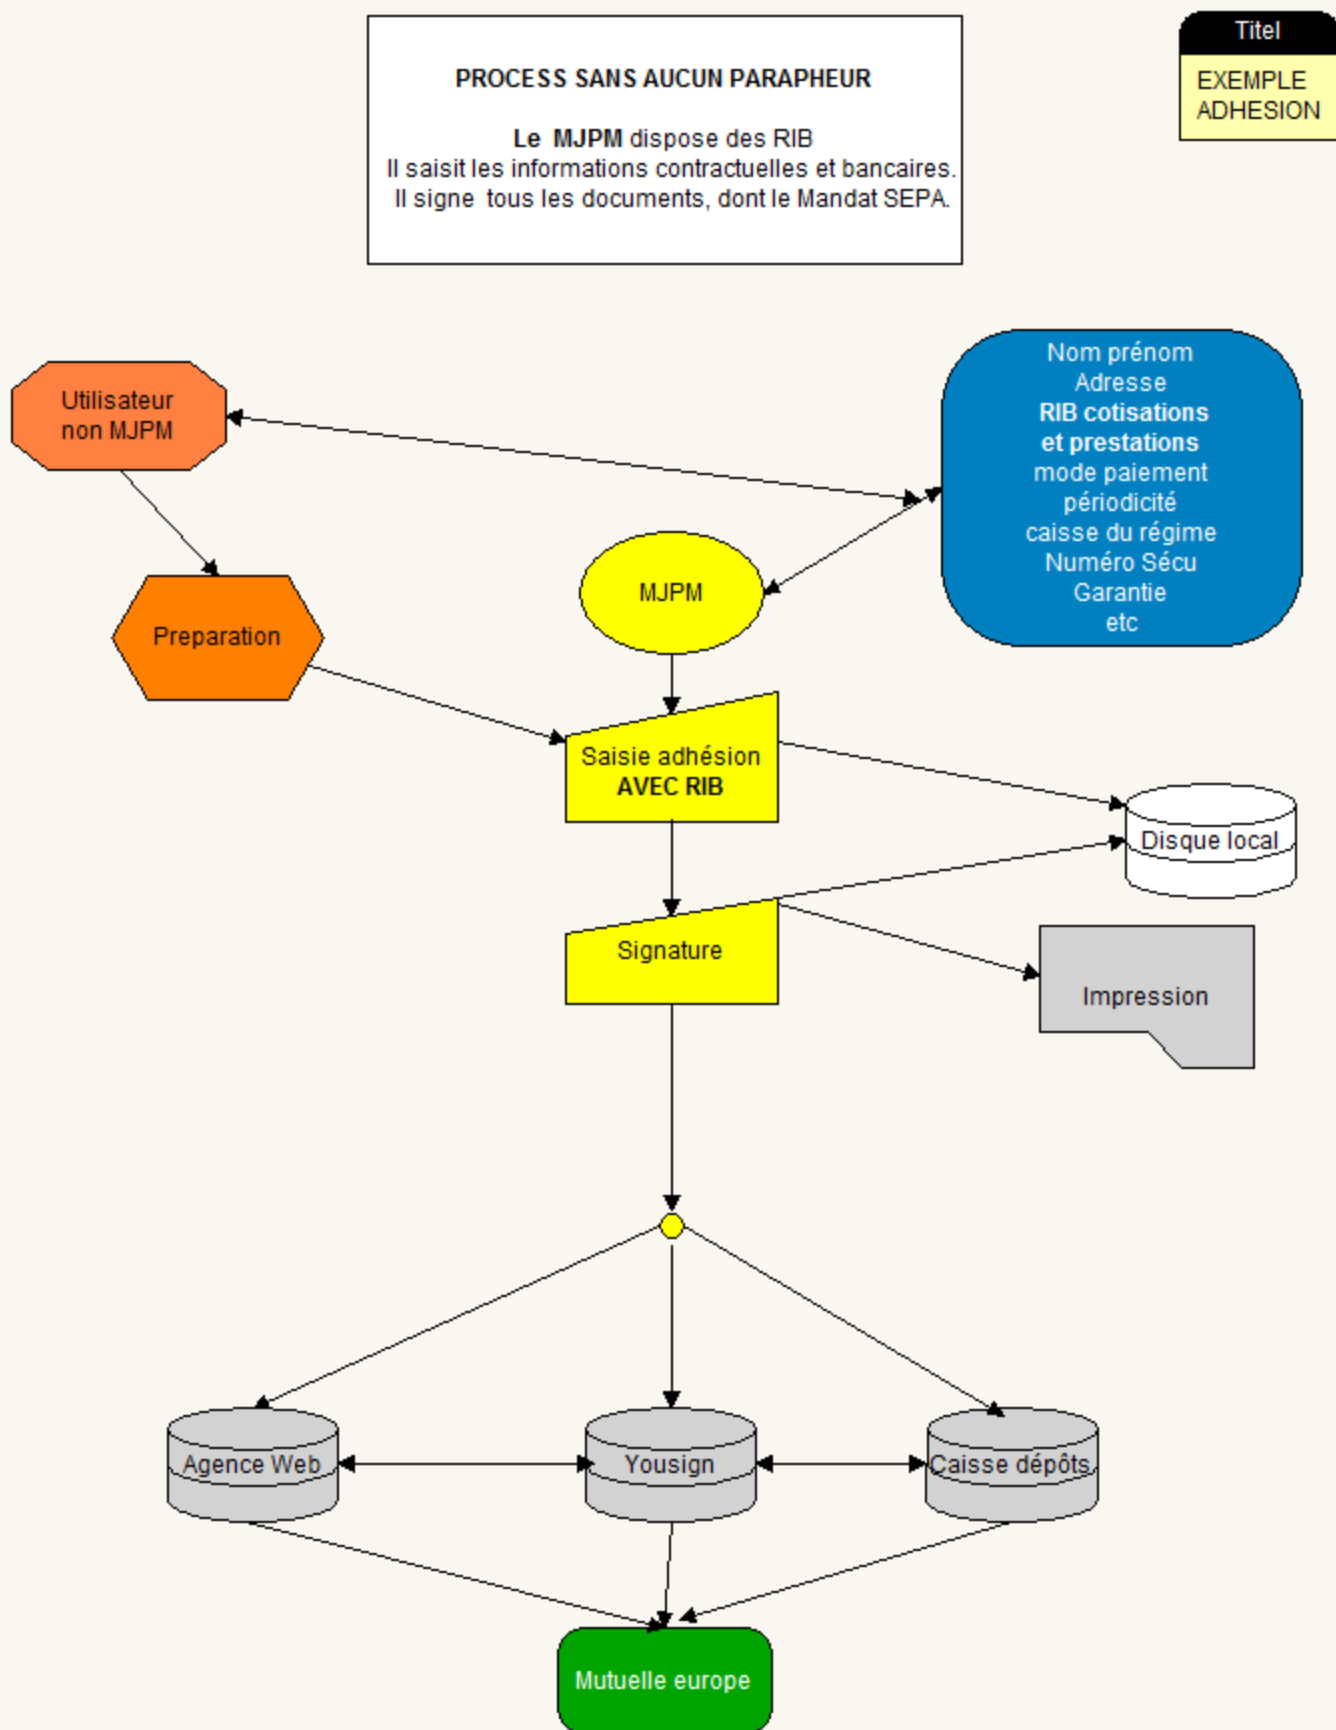 PROCESS SANS AUCUN PARAPHEUR
Le MJPM dispose des RIB
Il saisit les informations contractuelles et bancaires.
Il signe tous les documents, dont le Mandat SEPA.
Titel
EXEMPLE
ADHESION
Utilisateur
non MJPM
Nom prénom
Adresse
RIB cotisations
et prestations
mode paiement
périodicité
caisse du régime
Numéro Sécu
Garantie
etc
MJPM
Preparation
Saisie adhésion
AVEC RIB
Disque local
Signature
Impression
Agence Web
Yousign
Caisse dépôts
Mutuelle europe